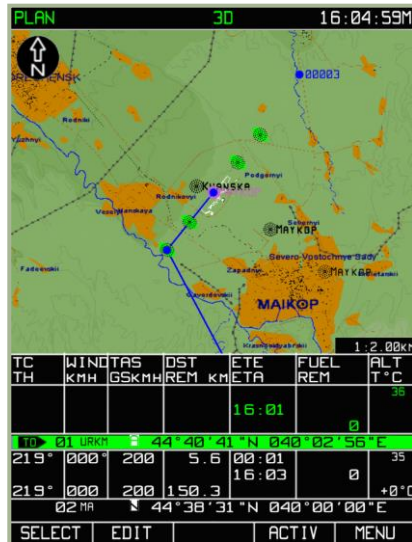 PLAN 3D 16:04:59M
N
00003
Rodniki
Podgornyi
KHANSKA
Rodnikovyi
MAYKOP
Severo-Vostochnye Sady
Fadeevskii
Zapadnyi
MAYKOP
Gaverdovskii
MAIKOP
1:2.00km
TC WIND TAS DST ETE FUEL ALT
TH KMH GSKMH REM KM ETA REM T°C
36
16:01
0
TO 01 URKM 44°40'41"N 040°02'56"E
219° 000° 200 5.6 00:01 35
16:03 0
219° 000 200 150.3 +0°C
02 MA 44°38'31"N 040°00'00"E
SELECT EDIT ACTIV MENU